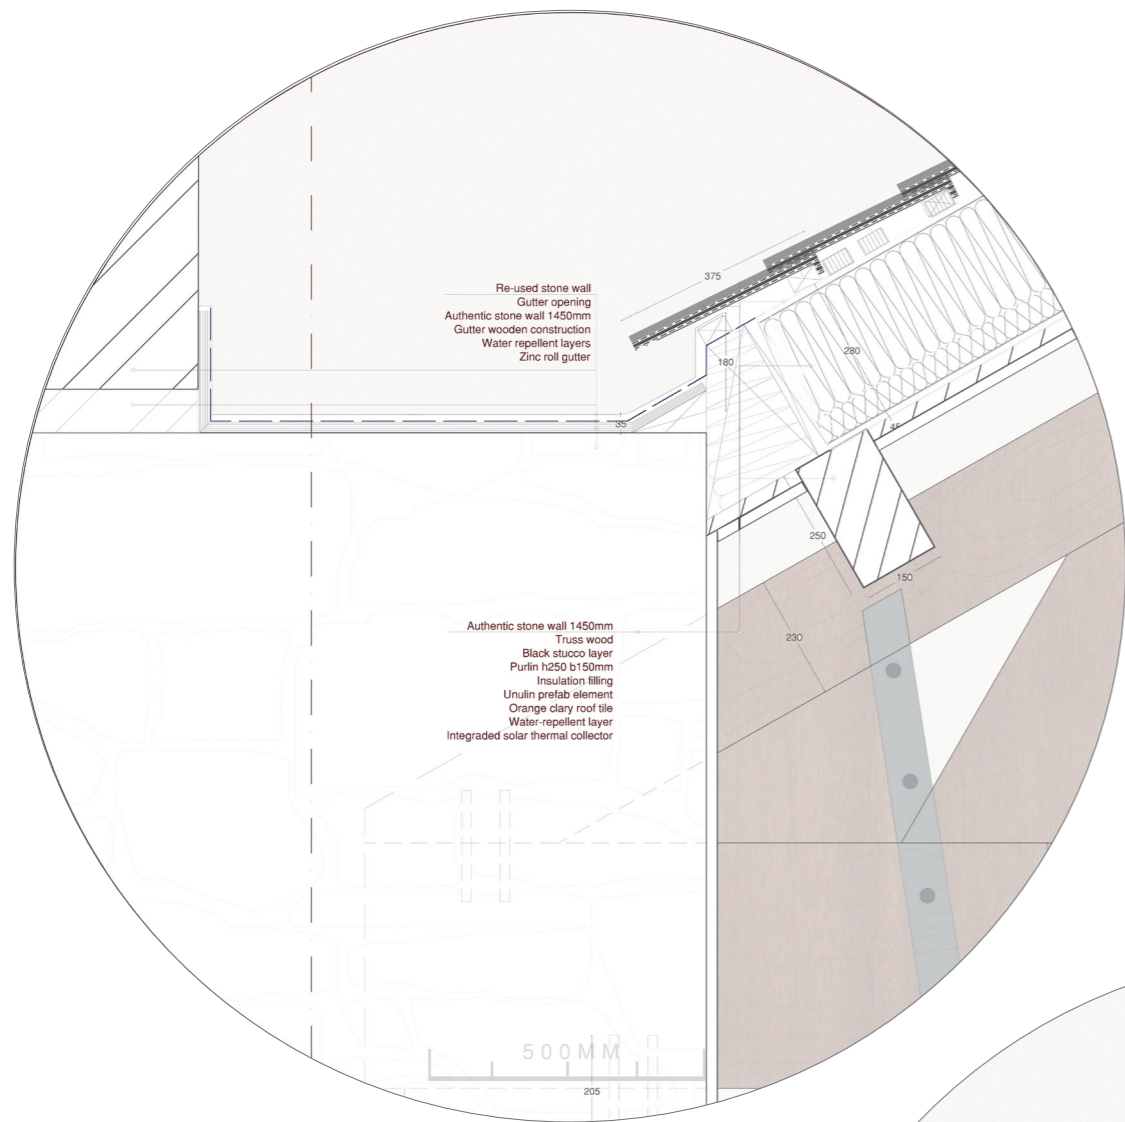 375
Re-used stone wall
Gutter opening
Authentic stone wall 1450mm
Gutter wooden construction
Water repellent layers
Zinc roll gutter
180
280
35
45
250
150
Authentic stone wall 1450mm
Truss wood
Black stucco layer
Purlin h250 b150mm
Insulation filling
Unulin prefab element
Orange clary roof tile
Water-repellent layer
Integraded solar thermal collector
230
500MM
205